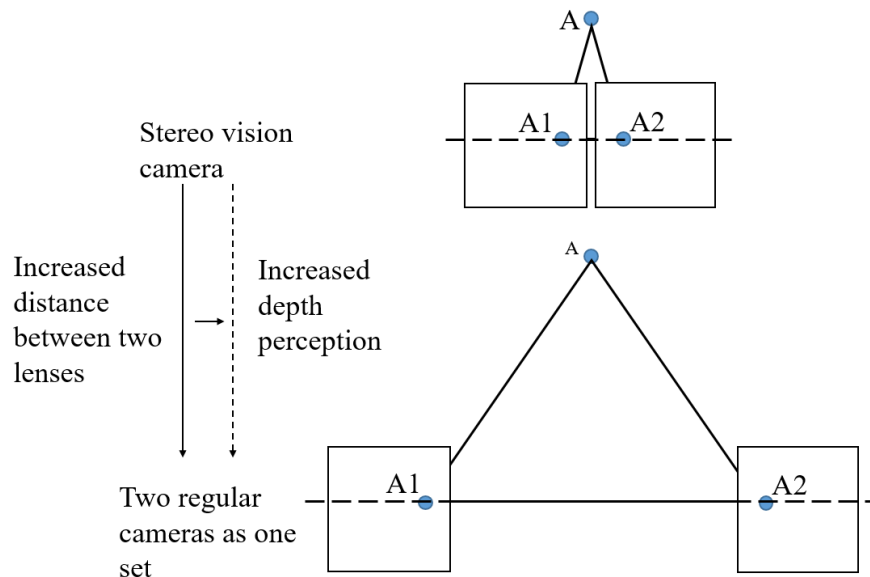 A
A1
A2
Stereo vision
camera
Increased
distance
between two
lenses
Increased
depth
perception
A
A1
A2
Two regular
cameras as one
set